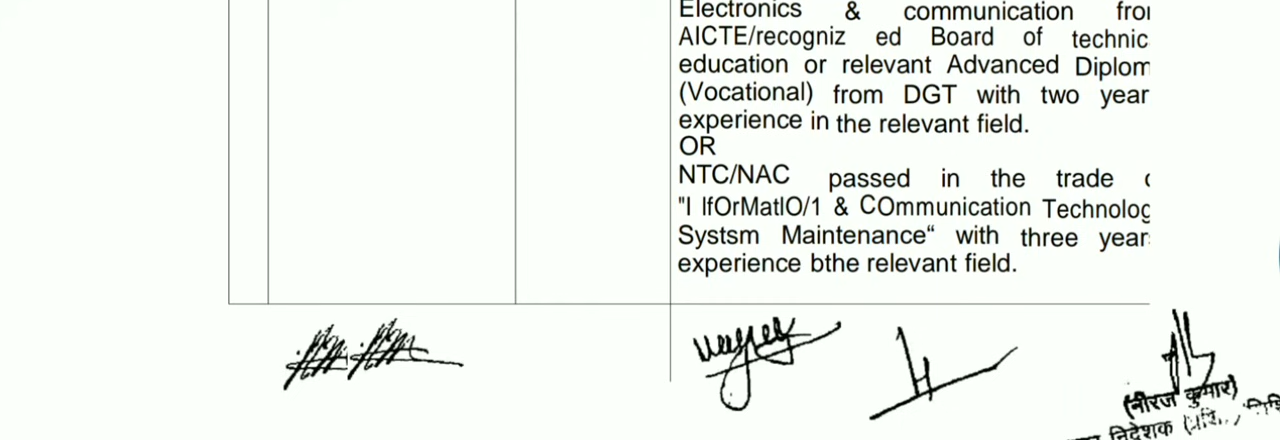 Electronics & communication fro
AICTE/recogniz ed Board of technic
education or relevant Advanced Diplom
(Vocational) from DGT with two year
experience in the relevant field.
OR
NTC/NAC passed in the trade
"I IfOrMatIO/1 & COmmunication Technolog
Systsm Maintenance“ with three year
experience bthe relevant field.
(नीरज कुमार)
निदेशक